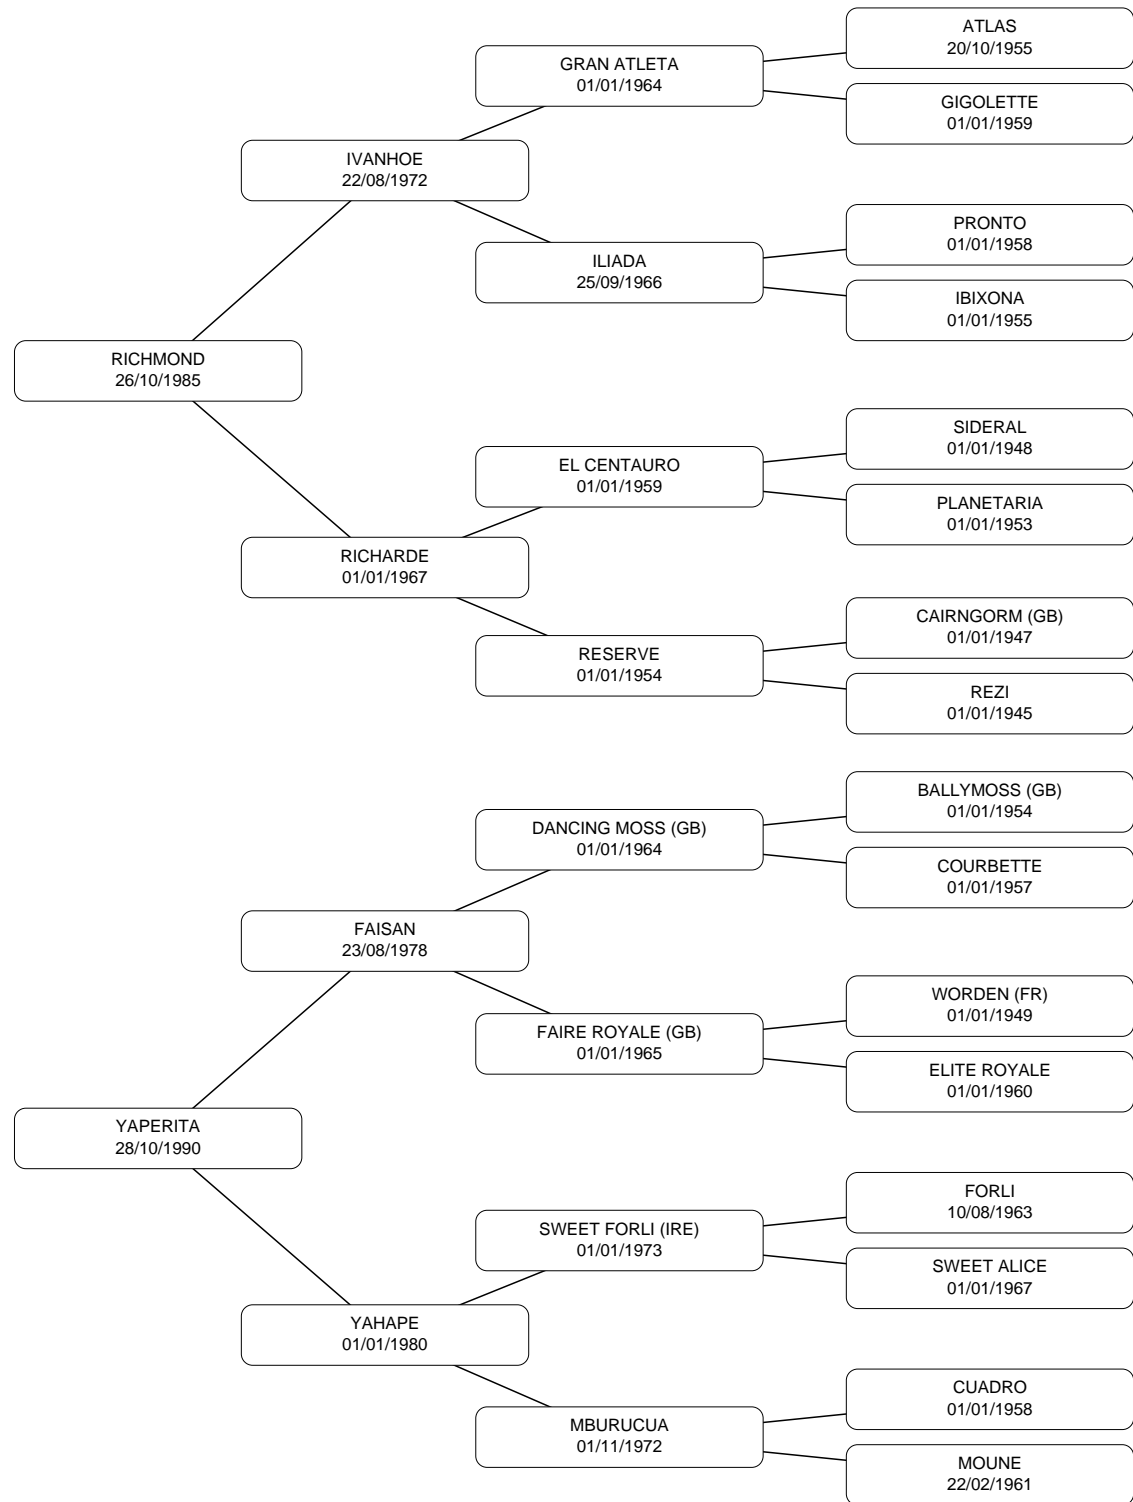 ATLAS
20/10/1955
GRAN ATLETA
01/01/1964
GIGOLETTE
01/01/1959
IVANHOE
22/08/1972
PRONTO
01/01/1958
ILIADA
25/09/1966
IBIXONA
01/01/1955
RICHMOND
26/10/1985
SIDERAL
01/01/1948
EL CENTAURO
01/01/1959
PLANETARIA
01/01/1953
RICHARDE
01/01/1967
CAIRNGORM (GB)
01/01/1947
RESERVE
01/01/1954
REZI
01/01/1945
BALLYMOSS (GB)
01/01/1954
DANCING MOSS (GB)
01/01/1964
COURBETTE
01/01/1957
FAISAN
23/08/1978
WORDEN (FR)
01/01/1949
FAIRE ROYALE (GB)
01/01/1965
ELITE ROYALE
01/01/1960
YAPERITA
28/10/1990
FORLI
10/08/1963
SWEET FORLI (IRE)
01/01/1973
SWEET ALICE
01/01/1967
YAHAPE
01/01/1980
CUADRO
01/01/1958
MBURUCUA
01/11/1972
MOUNE
22/02/1961